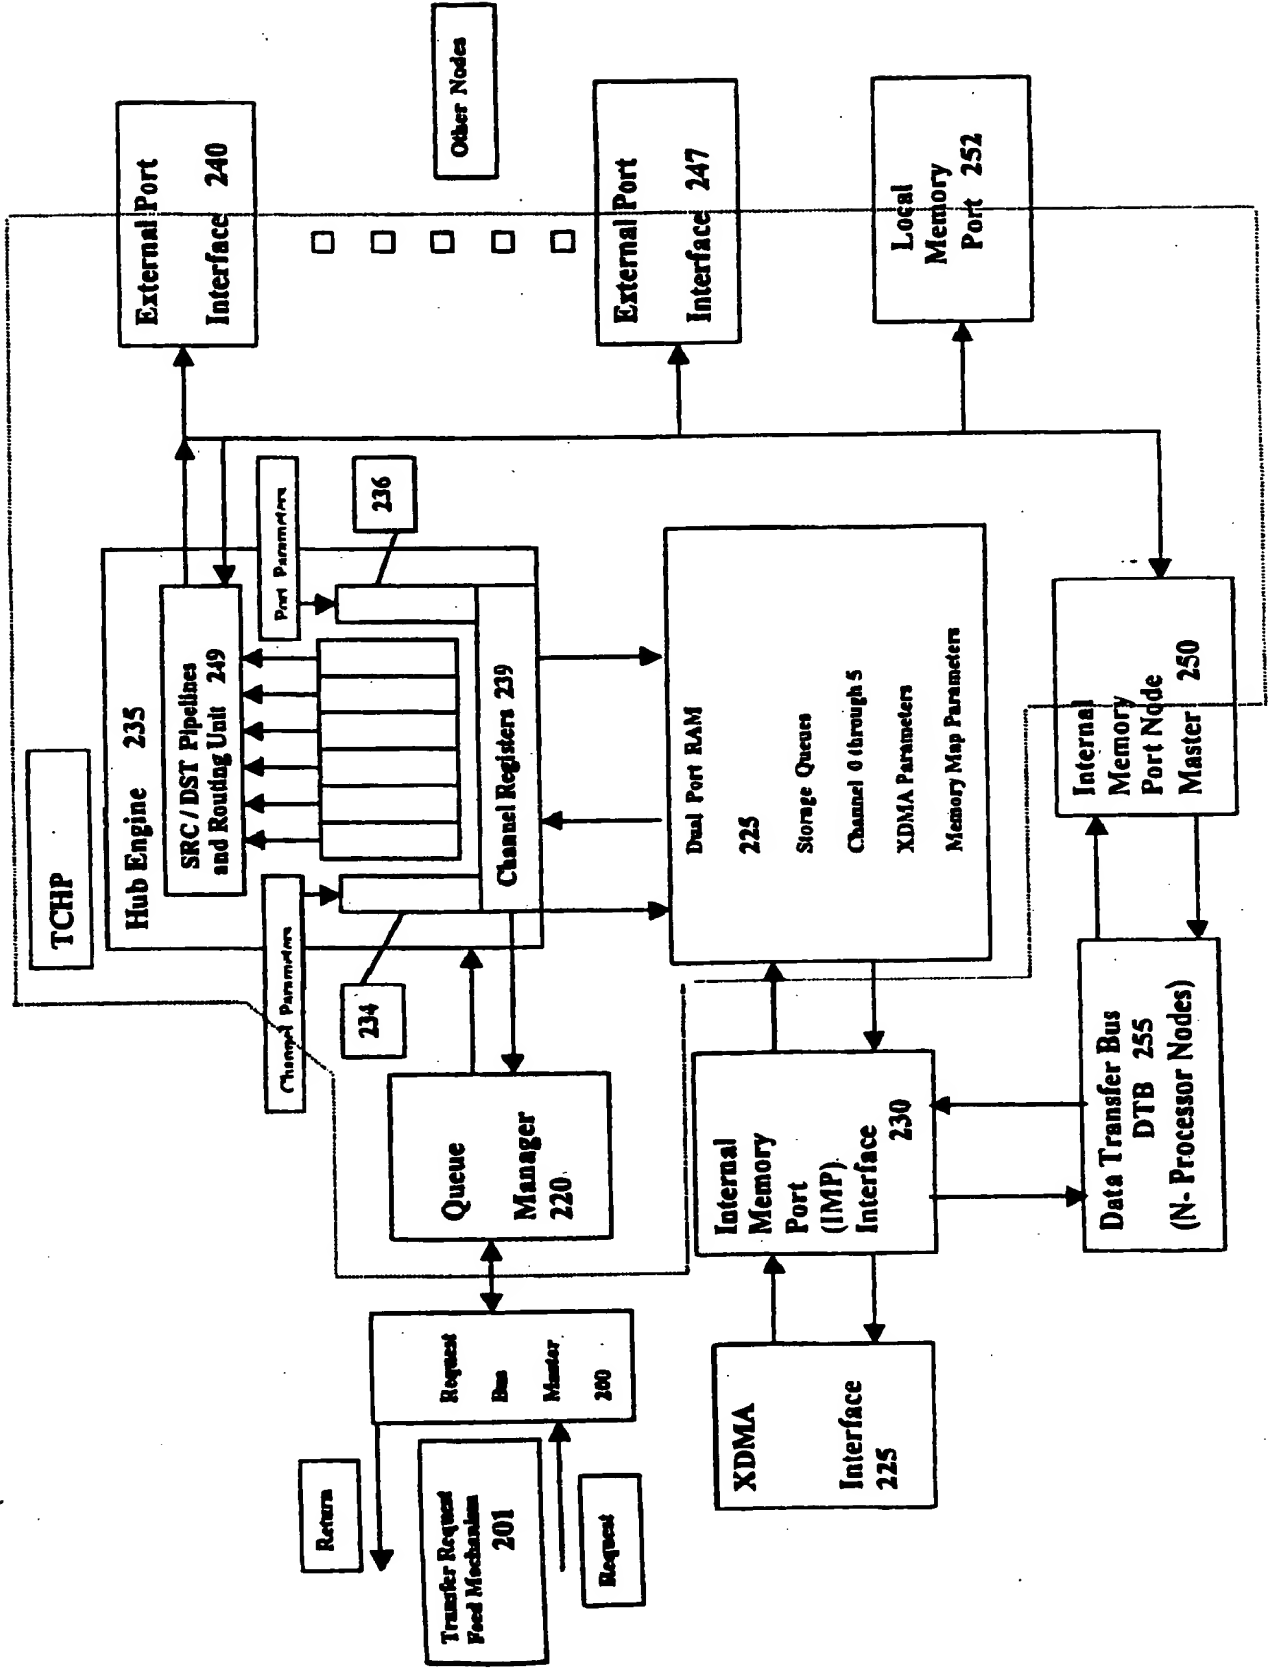 TCHP
Other Nodes
Hub Engine 235
SRC / DST Pipelines
and Routing Unit 249
External Port
Interface 240
Channel Parameters
Port Parameters
234
236
Channel Registers 239
External Port
Interface 247
Local
Memory
Port 252
Return
Transfer Request
Feed Mechanism
201
Request
Request
Bus
Master
200
Queue
Manager
220
Dual Port RAM
225
Storage Queues
Channel 0 through 5
XDMA Parameters
Memory Map Parameters
XDMA
Interface
225
Internal
Memory
Port
(IMP)
Interface
230
Internal
Memory
Port Node
Master 250
Data Transfer Bus
DTB 255
(N- Processor Nodes)